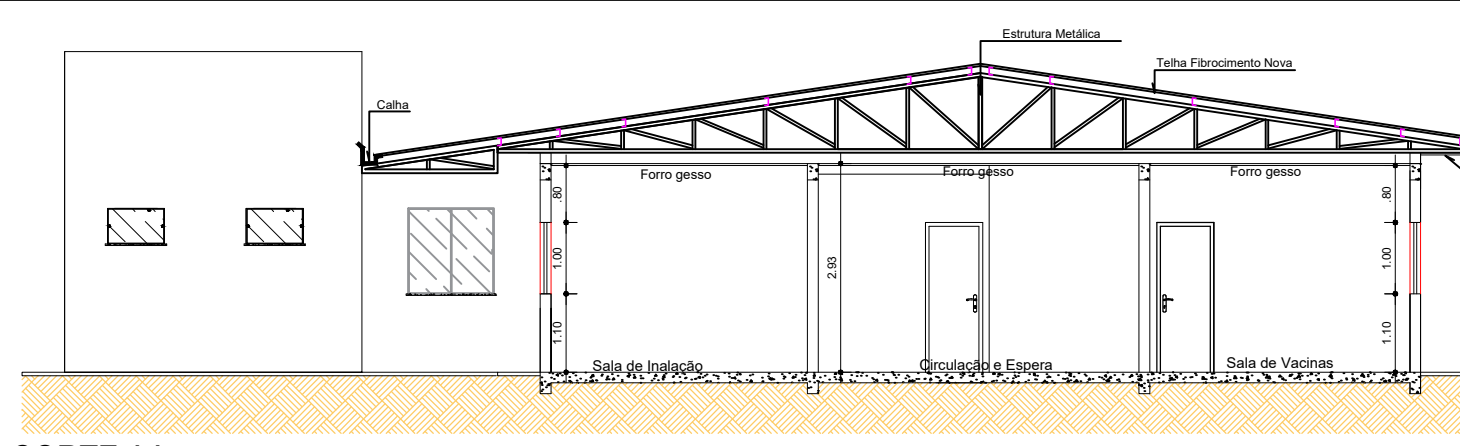 Estrutura Metálica
Telha Fibrocimento Nova
Calha
Forro gesso
Forro gesso
Forro gesso
.80
.80
1.00
2.93
1.00
1.10
1.10
Sala de Inalação
Circulação e Espera
Sala de Vacinas